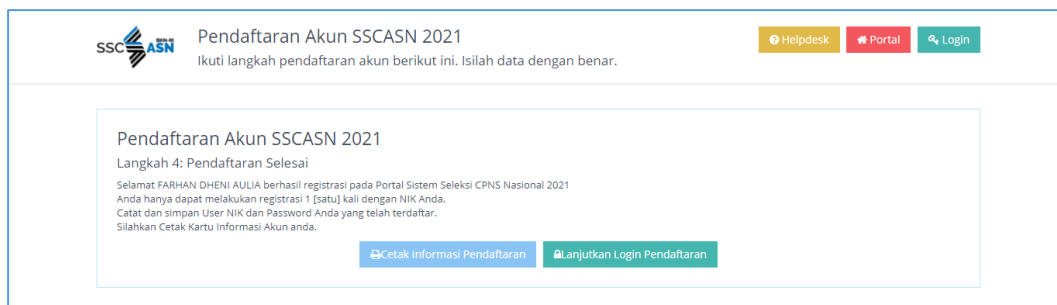 SSC ASN BKN-RI
Pendaftaran Akun SSCASN 2021
Ikuti langkah pendaftaran akun berikut ini. Isilah data dengan benar.
Helpdesk
Portal
Login
Pendaftaran Akun SSCASN 2021
Langkah 4: Pendaftaran Selesai
Selamat FARHAN DHENI AULIA berhasil registrasi pada Portal Sistem Seleksi CPNS Nasional 2021
Anda hanya dapat melakukan registrasi 1 [satu] kali dengan NIK Anda.
Catat dan simpan User NIK dan Password Anda yang telah terdaftar.
Silahkan Cetak Kartu Informasi Akun anda.
Cetak Informasi Pendaftaran
Lanjutkan Login Pendaftaran